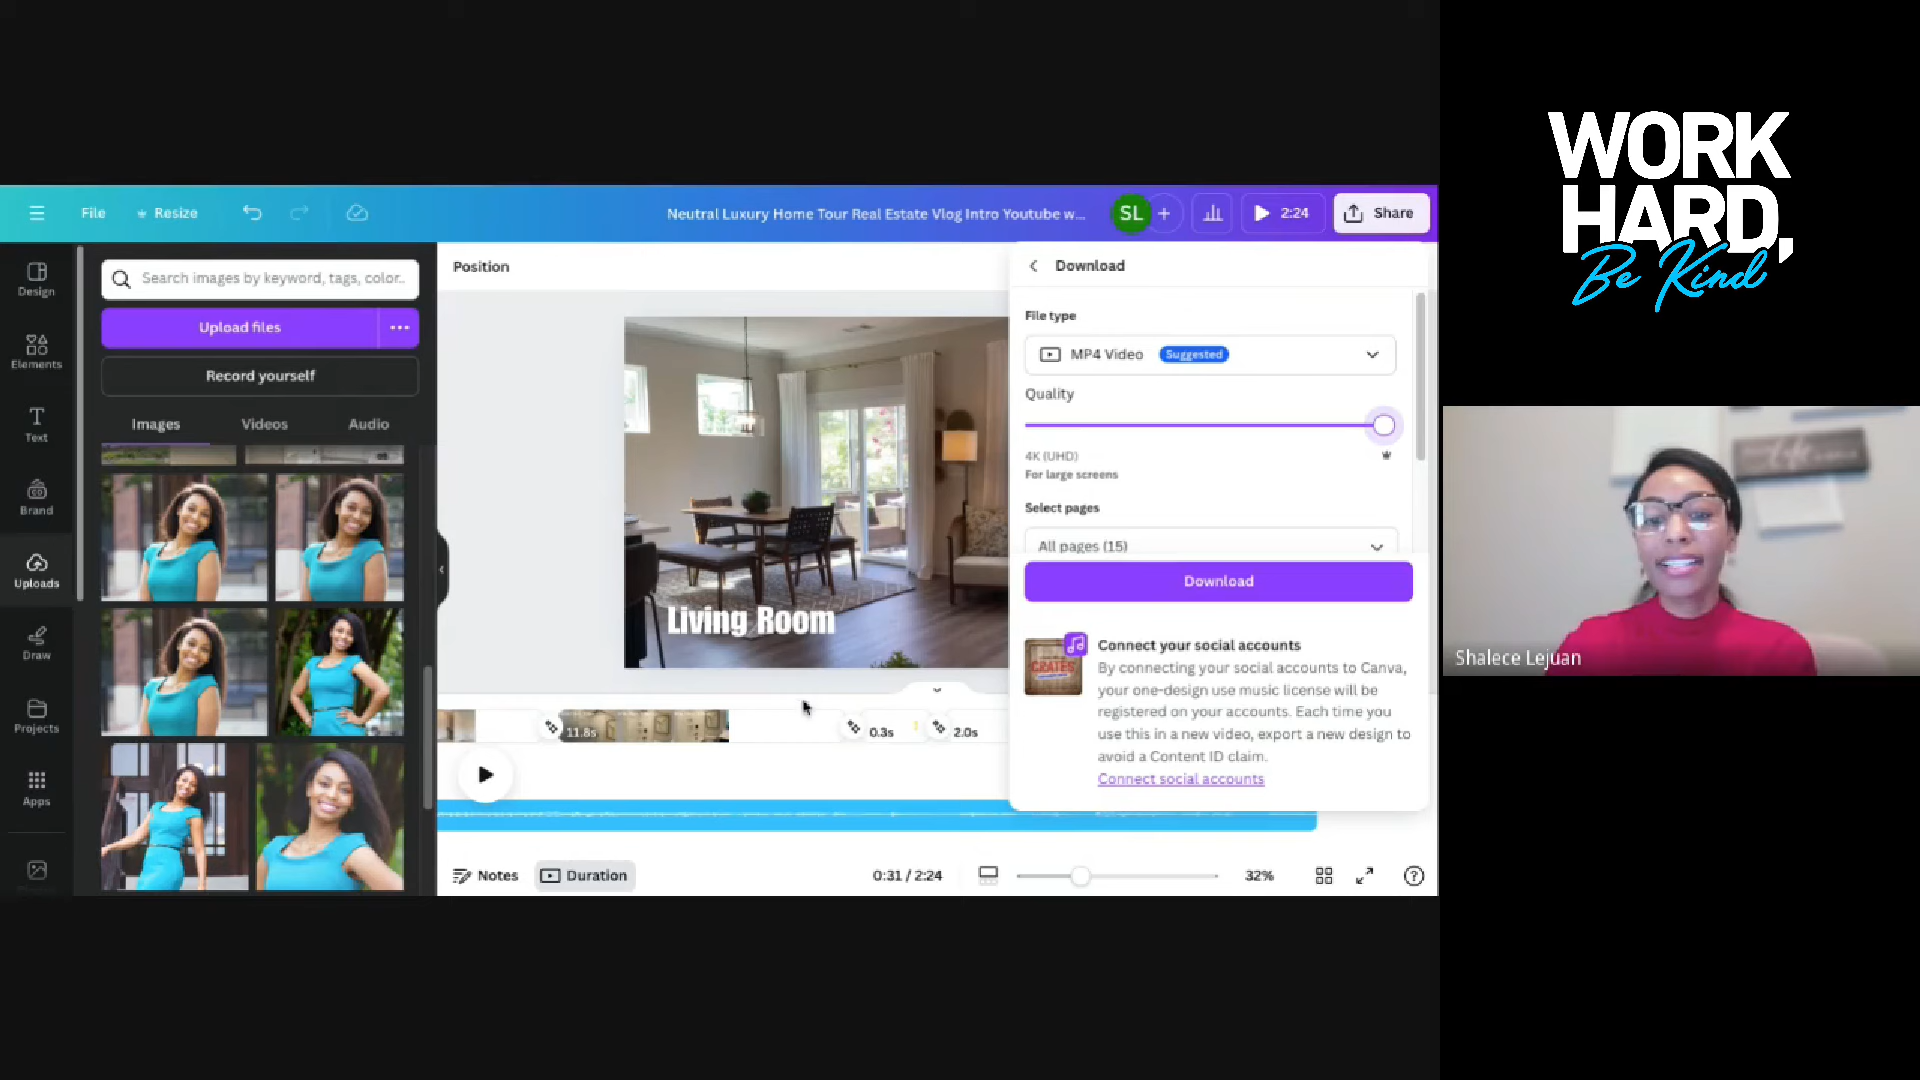 File
Resize
Neutral Luxury Home Tour Real Estate Vlog Intro Youtube w...
SL
+
2:24
Share
Design
Elements
Text
Brand
Uploads
Draw
Projects
Apps
Search images by keyword, tags, color..
Upload files
Record yourself
Images
Videos
Audio
Position
Living Room
11.8s
0.3s
2.0s
Notes
Duration
0:31 / 2:24
32%
Download
File type
MP4 Video
Suggested
Quality
4K (UHD)
For large screens
Select pages
All pages (15)
Download
CRATES
Connect your social accounts
By connecting your social accounts to Canva,
your one-design use music license will be
registered on your accounts. Each time you
use this in a new video, export a new design to
avoid a Content ID claim.
Connect social accounts
WORK
HARD,
Be Kind
Shalece Lejuan